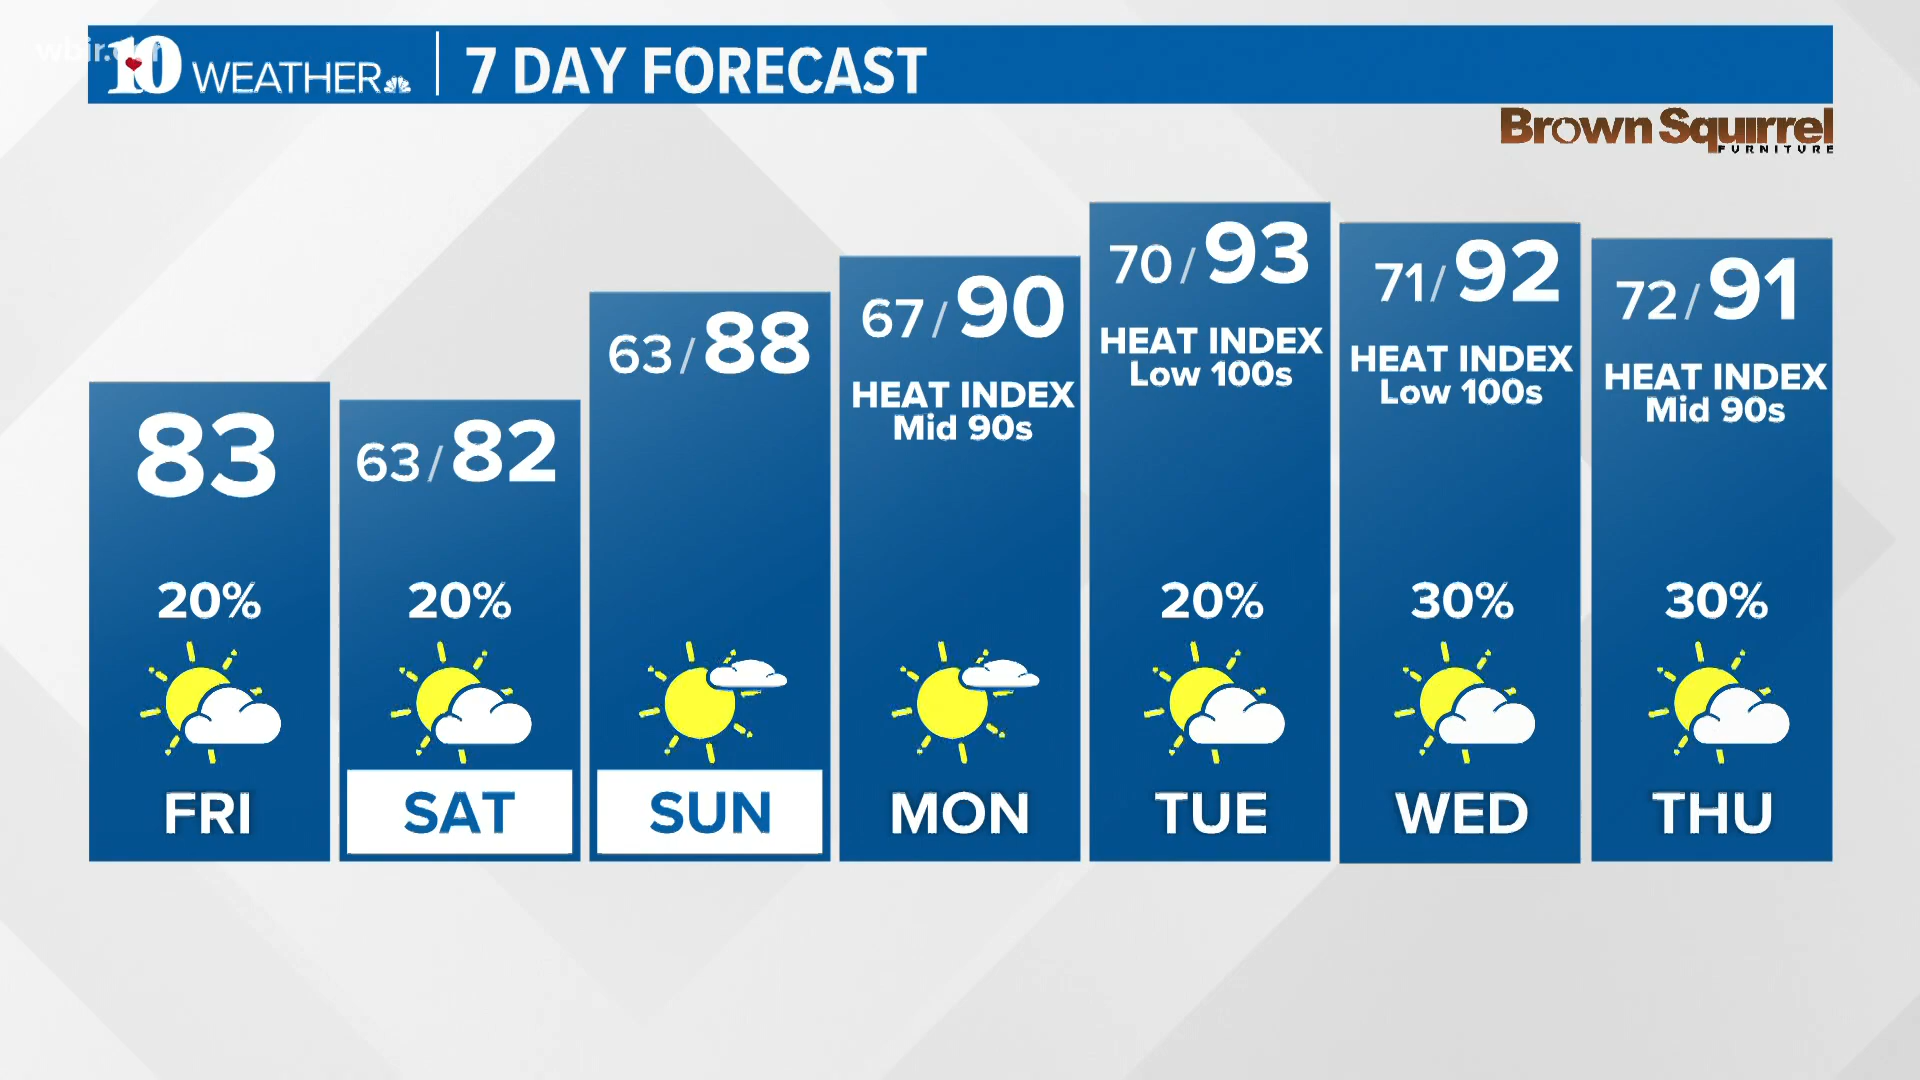 wbir.com
10 WEATHER 7 DAY FORECAST
Brown Squirrel
FURNITURE
83
20%
FRI
63/82
20%
SAT
63/88
SUN
67/90
HEAT INDEX
Mid 90s
MON
70/93
HEAT INDEX
Low 100s
20%
TUE
71/92
HEAT INDEX
Low 100s
30%
WED
72/91
HEAT INDEX
Mid 90s
30%
THU